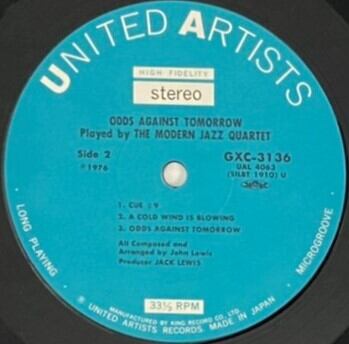 UNITED ARTISTS
HIGH FIDELITY
stereo
ODDS AGAINST TOMORROW
Played by THE MODERN JAZZ QUARTET
Side 2
GXC-3136
℗1976
UAL 4063
(SILBT 1910) U
1. CUE #9
2. A COLD WIND IS BLOWING
3. ODDS AGAINST TOMORROW
All Composed and
Arranged by John Lewis
Producer JACK LEWIS
LONG PLAYING
MICROGROOVE
33⅓ RPM
MANUFACTURED BY KING RECORD CO. LTD.
UNITED ARTISTS RECORDS. MADE IN JAPAN